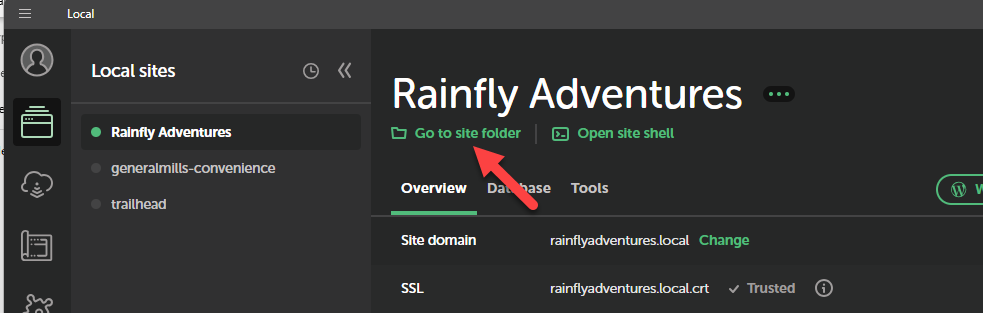 Local
Local sites
Rainfly Adventures
generalmills-convenience
trailhead
Rainfly Adventures
Go to site folder
Open site shell
Overview
Database
Tools
Site domain
rainflyadventures.local
Change
SSL
rainflyadventures.local.crt
Trusted